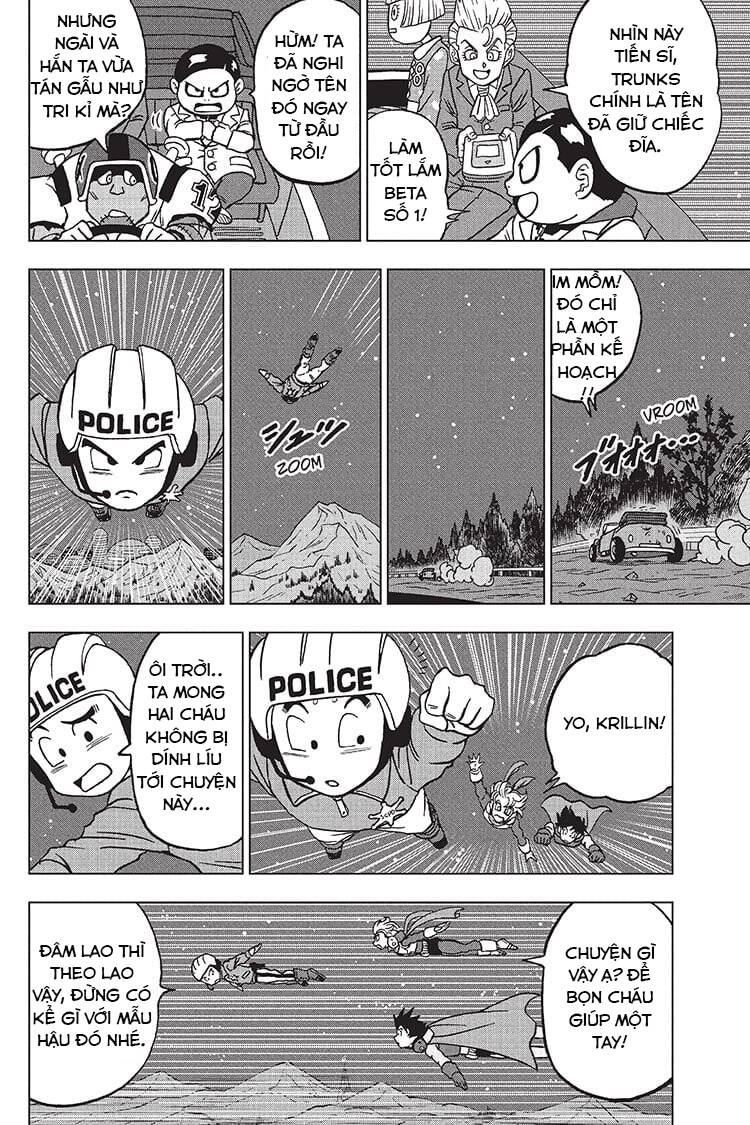 NHÌN NÀY
TIẾN SĨ,
TRUNKS
CHÍNH LÀ TÊN
ĐÃ GIỮ CHIẾC
ĐĨA.
LÀM
TỐT LẮM
BETA
SỐ 1!
HỪM! TA
ĐÃ NGHI
NGỜ TÊN
ĐÓ NGAY
TỪ ĐẦU
RỒI!
NHƯNG
NGÀI VÀ
HẮN TA VỪA
TÁN GẪU NHƯ
TRI KỈ MÀ?
IM MỒM!
ĐÓ CHỈ
LÀ MỘT
PHẦN KẾ
HOẠCH
!!
VROOM
ブオオオ...
シュッ
ZOOM
POLICE
YO, KRILLIN!
POLICE
POLICE
ÔI TRỜI..
TA MONG
HAI CHÁU
KHÔNG BỊ
DÍNH LÍU
TỚI CHUYỆN
NÀY...
CHUYỆN GÌ
VẬY Ạ? ĐỂ
BỌN CHÁU
GIÚP MỘT
TAY!
ĐÂM LAO THÌ
THEO LAO
VẬY, ĐỪNG CÓ
KỂ GÌ VỚI MẪU
HẬU ĐÓ NHÉ.